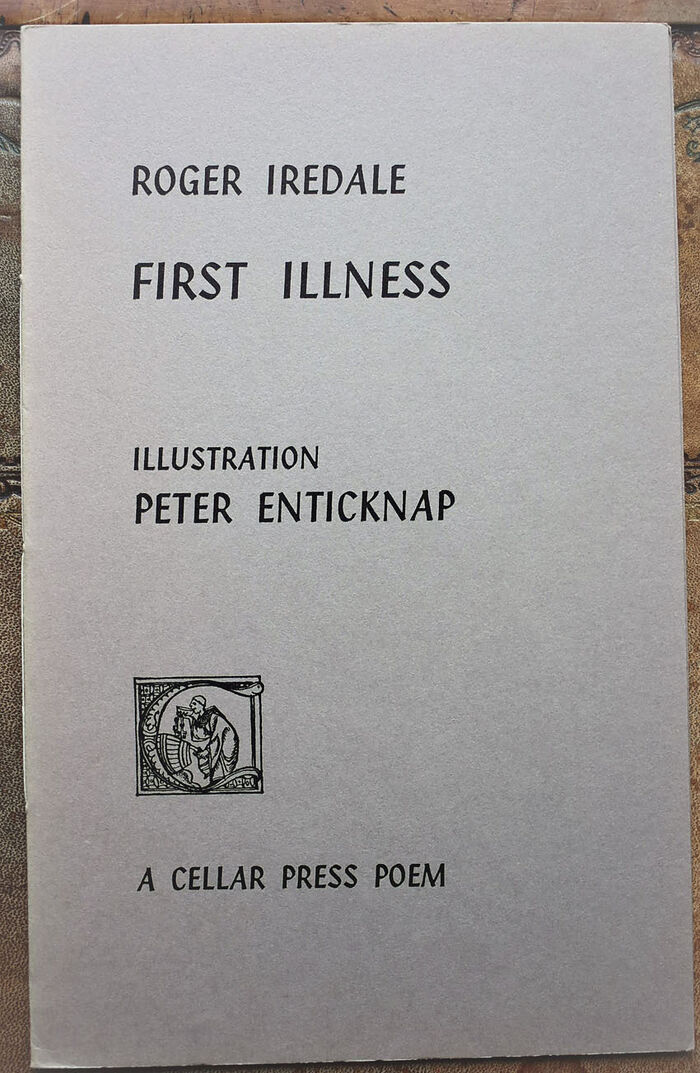 ROGER IREDALE
FIRST ILLNESS
ILLUSTRATION
PETER ENTICKNAP
A CELLAR PRESS POEM